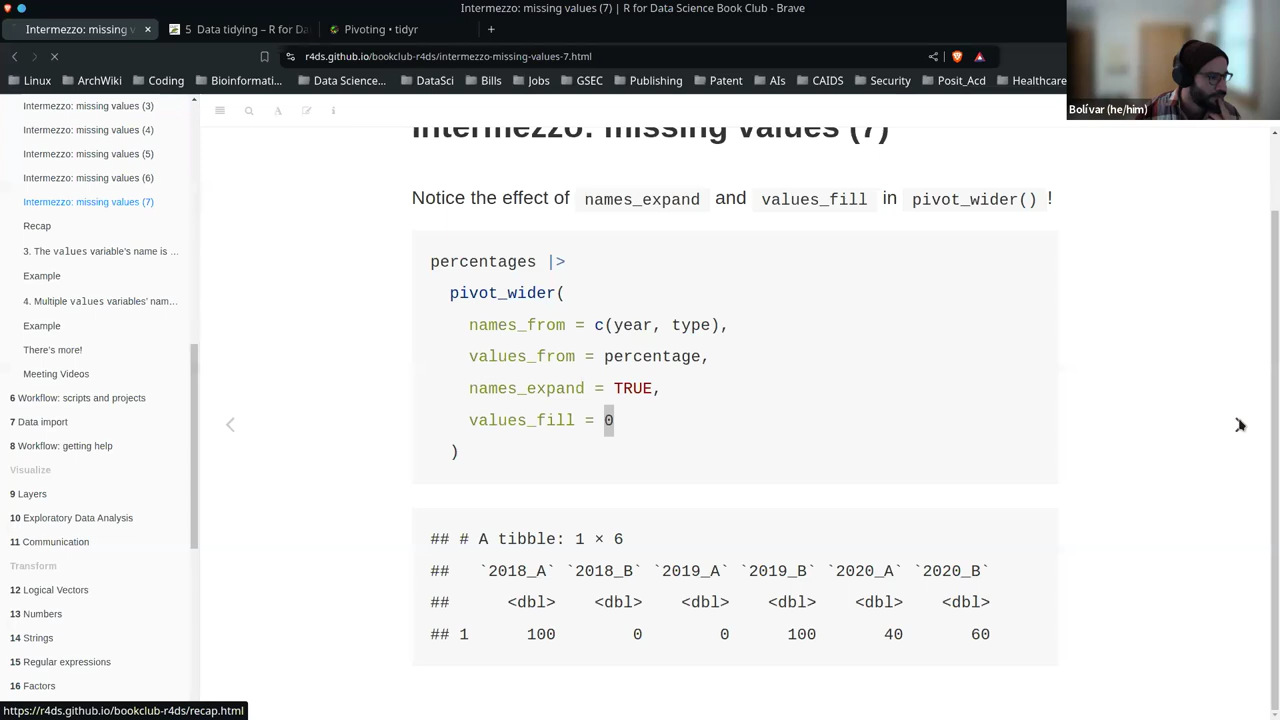 Intermezzo: missing values (7) | R for Data Science Book Club - Brave
Intermezzo: missing v
5 Data tidying – R for Da
Pivoting • tidyr
r4ds.github.io/bookclub-r4ds/intermezzo-missing-values-7.html
Linux
ArchWiki
Coding
Bioinformati...
Data Science...
DataSci
Bills
Jobs
GSEC
Publishing
Patent
AIs
CAIDS
Security
Posit_Acd
Healthcare
Bolívar (he/him)
Intermezzo: missing values (3)
Intermezzo: missing values (4)
Intermezzo: missing values (5)
Intermezzo: missing values (6)
Intermezzo: missing values (7)
Recap
3. The values variable's name is …
Example
4. Multiple values variables' nam…
Example
There's more!
Meeting Videos
6 Workflow: scripts and projects
7 Data import
8 Workflow: getting help
Visualize
9 Layers
10 Exploratory Data Analysis
11 Communication
Transform
12 Logical Vectors
13 Numbers
14 Strings
15 Regular expressions
16 Factors
https://r4ds.github.io/bookclub-r4ds/recap.html
Intermezzo: missing values (7)
Notice the effect of names_expand and values_fill in pivot_wider() !
percentages |>
pivot_wider(
names_from = c(year, type),
values_from = percentage,
names_expand = TRUE,
values_fill = 0
)
## # A tibble: 1 × 6
## `2018_A` `2018_B` `2019_A` `2019_B` `2020_A` `2020_B`
## <dbl> <dbl> <dbl> <dbl> <dbl> <dbl>
## 1 100 0 0 100 40 60